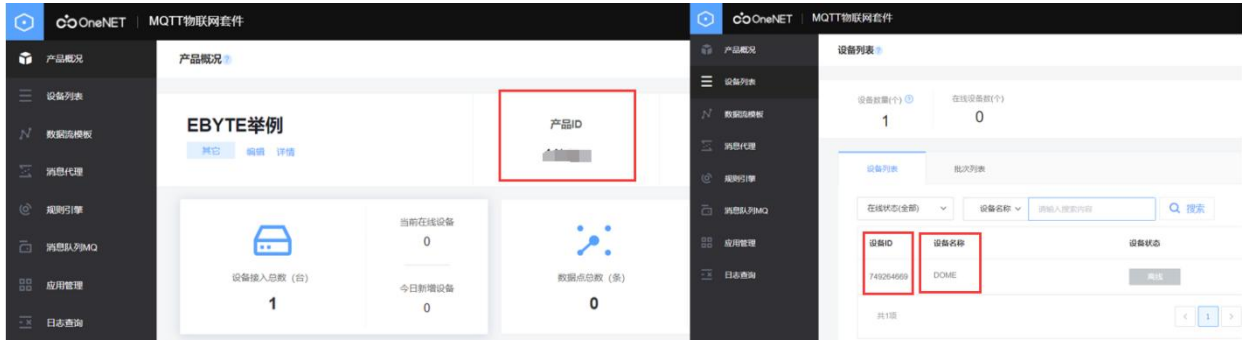 OneNET | MQTT物联网套件
产品概况
设备列表
数据流模板
消息代理
规则引擎
消息队列MQ
应用管理
日志查询
产品概况
EBYTE举例
其它 编辑 详情
产品ID
设备接入总数（台）
1
当前在线设备
0
今日新增设备
0
数据点总数（条）
0
OneNET | MQTT物联网套件
产品概况
设备列表
数据流模板
消息代理
规则引擎
消息队列MQ
应用管理
日志查询
设备列表
设备数量(个)
1
在线设备数(个)
0
设备列表 批次列表
在线状态(全部) 设备名称 请输入搜索内容 搜索
设备ID 设备名称 设备状态
749264669 DOME 离线
共1项
< 1 >